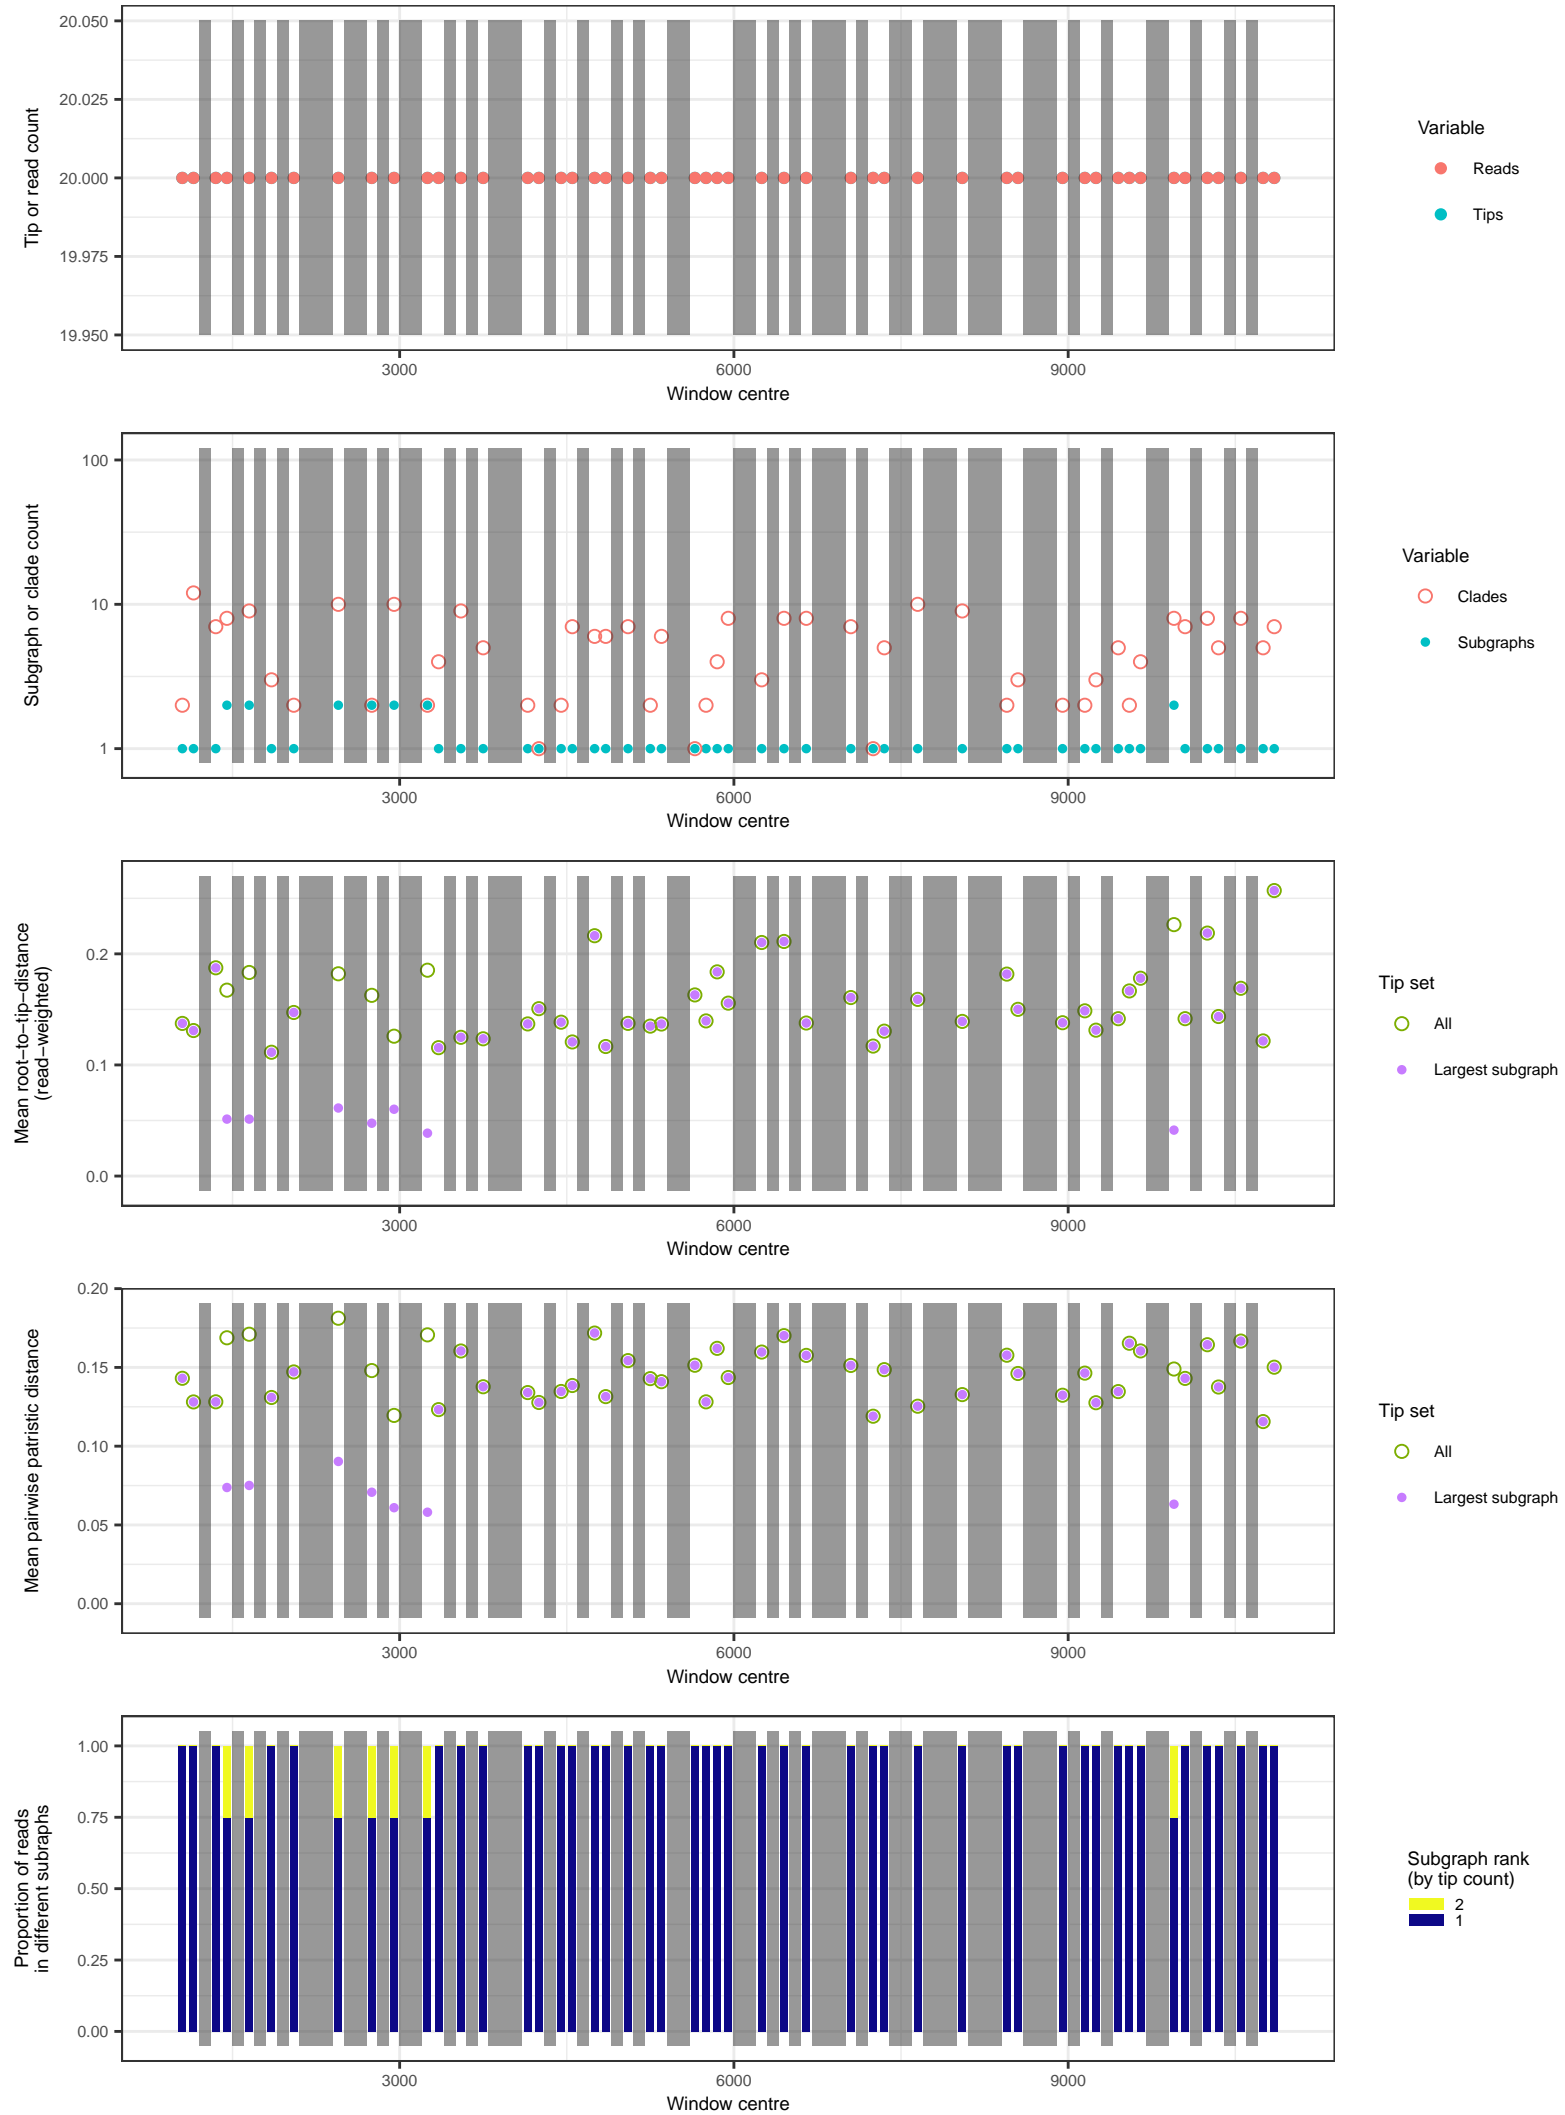 20.050
20.025
20.000
19.975
19.950
Tip or read count
3000
6000
9000
Window centre
Variable
Reads
Tips
100
10
1
Subgraph or clade count
3000
6000
9000
Window centre
Variable
Clades
Subgraphs
0.2
0.1
0.0
Mean root−to−tip−distance
(read−weighted)
3000
6000
9000
Window centre
Tip set
All
Largest subgraph
0.20
0.15
0.10
0.05
0.00
Mean pairwise patristic distance
3000
6000
9000
Window centre
Tip set
All
Largest subgraph
1.00
0.75
0.50
0.25
0.00
Proportion of reads
in different subraphs
3000
6000
9000
Window centre
Subgraph rank
(by tip count)
2
1